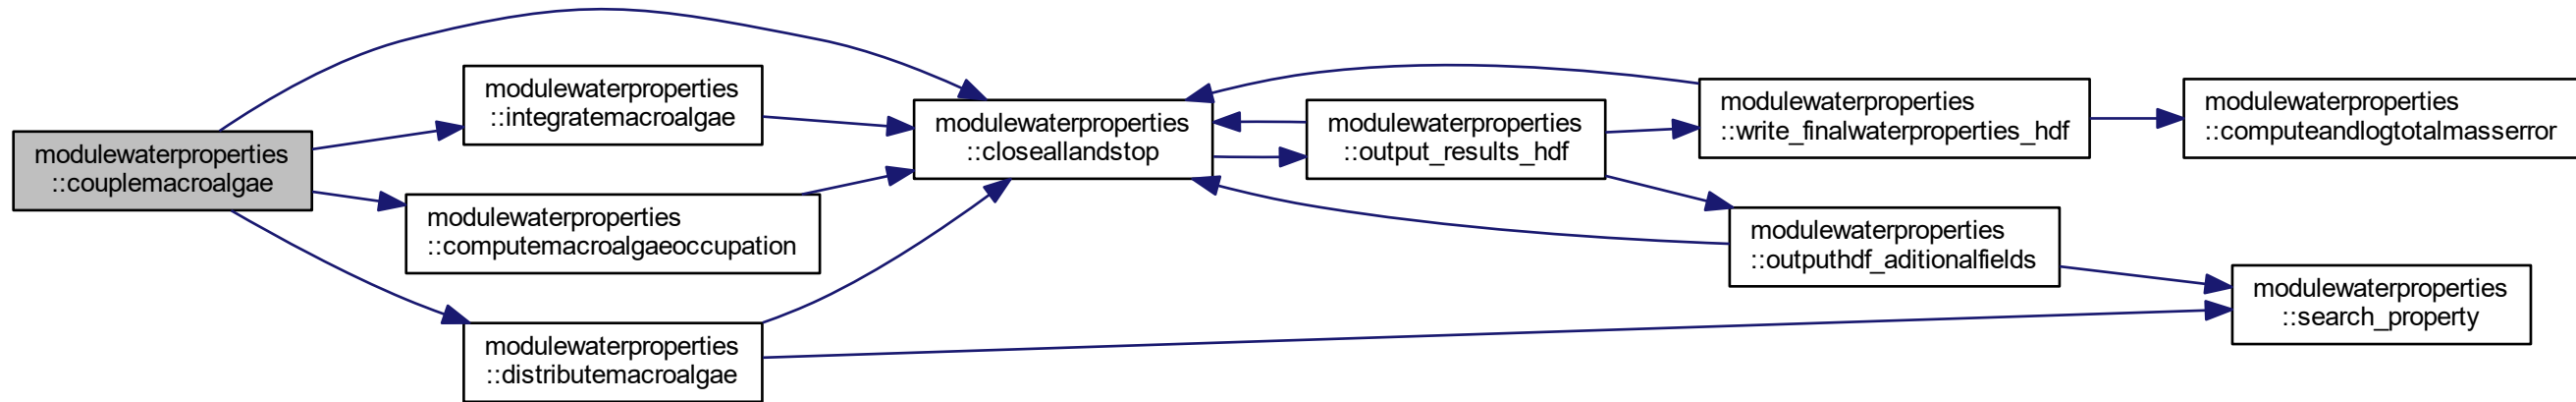 modulewaterproperties
::couplemacroalgae
modulewaterproperties
::integratemacroalgae
modulewaterproperties
::computemacroalgaeoccupation
modulewaterproperties
::distributemacroalgae
modulewaterproperties
::closeallandstop
modulewaterproperties
::output_results_hdf
modulewaterproperties
::write_finalwaterproperties_hdf
modulewaterproperties
::outputhdf_aditionalfields
modulewaterproperties
::computeandlogtotalmasserror
modulewaterproperties
::search_property